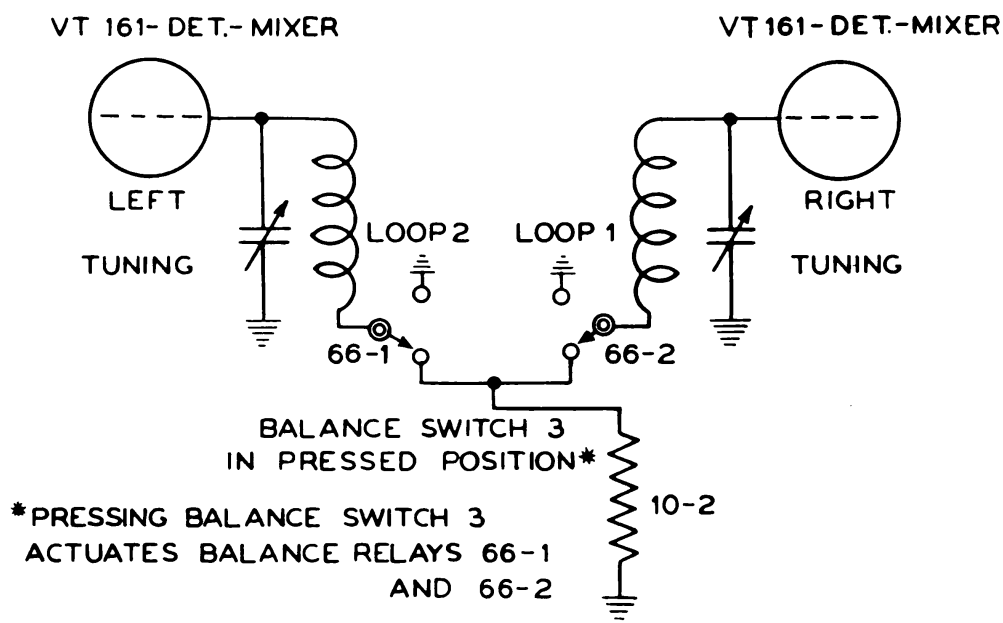 VT 161-DET.-MIXER
VT 161-DET.-MIXER
LEFT
RIGHT
LOOP 2
LOOP 1
TUNING
TUNING
66-1
66-2
BALANCE SWITCH 3
IN PRESSED POSITION*
10-2
*PRESSING BALANCE SWITCH 3
ACTUATES BALANCE RELAYS 66-1
AND 66-2